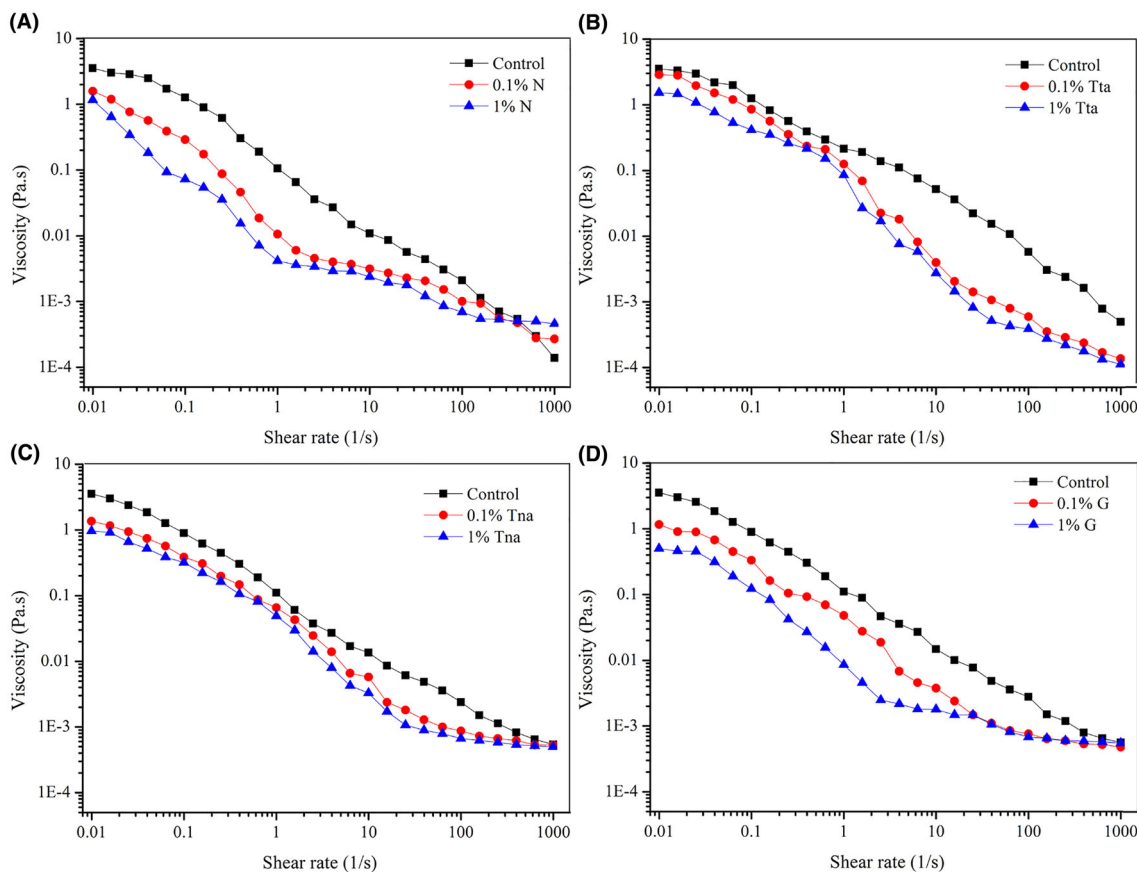 (A)
10
1
0.1
0.01
1E-3
1E-4
Viscosity (Pa.s)
Control
0.1% N
1% N
0.01 0.1 1 10 100 1000
Shear rate (1/s)
(B)
10
1
0.1
0.01
1E-3
1E-4
Viscosity (Pa.s)
Control
0.1% Tta
1% Tta
0.01 0.1 1 10 100 1000
Shear rate (1/s)
(C)
10
1
0.1
0.01
1E-3
1E-4
Viscosity (Pa.s)
Control
0.1% Tna
1% Tna
0.01 0.1 1 10 100 1000
Shear rate (1/s)
(D)
10
1
0.1
0.01
1E-3
1E-4
Viscosity (Pa.s)
Control
0.1% G
1% G
0.01 0.1 1 10 100 1000
Shear rate (1/s)